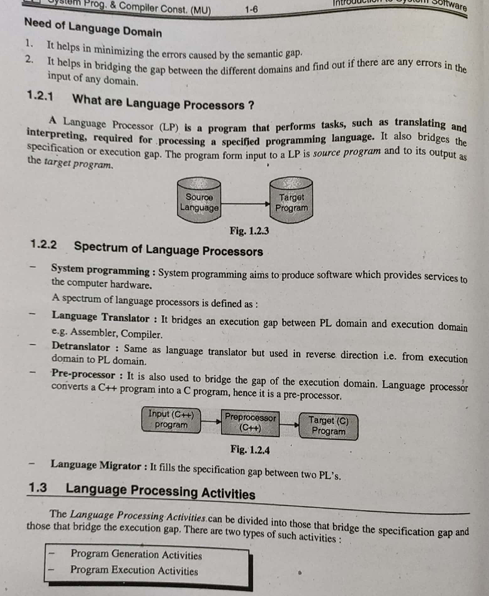 System Prog. & Compiler Const. (MU)
1-6
Introduction to System Software
Need of Language Domain
1. It helps in minimizing the errors caused by the semantic gap.
2. It helps in bridging the gap between the different domains and find out if there are any errors in the
input of any domain.
1.2.1 What are Language Processors ?
A Language Processor (LP) is a program that performs tasks, such as translating and
interpreting, required for processing a specified programming language. It also bridges the
specification or execution gap. The program form input to a LP is source program and to its output as
the target program.
Source
Language
Target
Program
Fig. 1.2.3
1.2.2 Spectrum of Language Processors
– System programming : System programming aims to produce software which provides services to
the computer hardware.
A spectrum of language processors is defined as :
– Language Translator : It bridges an execution gap between PL domain and execution domain
e.g. Assembler, Compiler.
– Detranslator : Same as language translator but used in reverse direction i.e. from execution
domain to PL domain.
– Pre-processor : It is also used to bridge the gap of the execution domain. Language processor
converts a C++ program into a C program, hence it is a pre-processor.
Input (C++)
program
Preprocessor
(C++)
Target (C)
Program
Fig. 1.2.4
– Language Migrator : It fills the specification gap between two PL's.
1.3 Language Processing Activities
The Language Processing Activities can be divided into those that bridge the specification gap and
those that bridge the execution gap. There are two types of such activities :
– Program Generation Activities
– Program Execution Activities